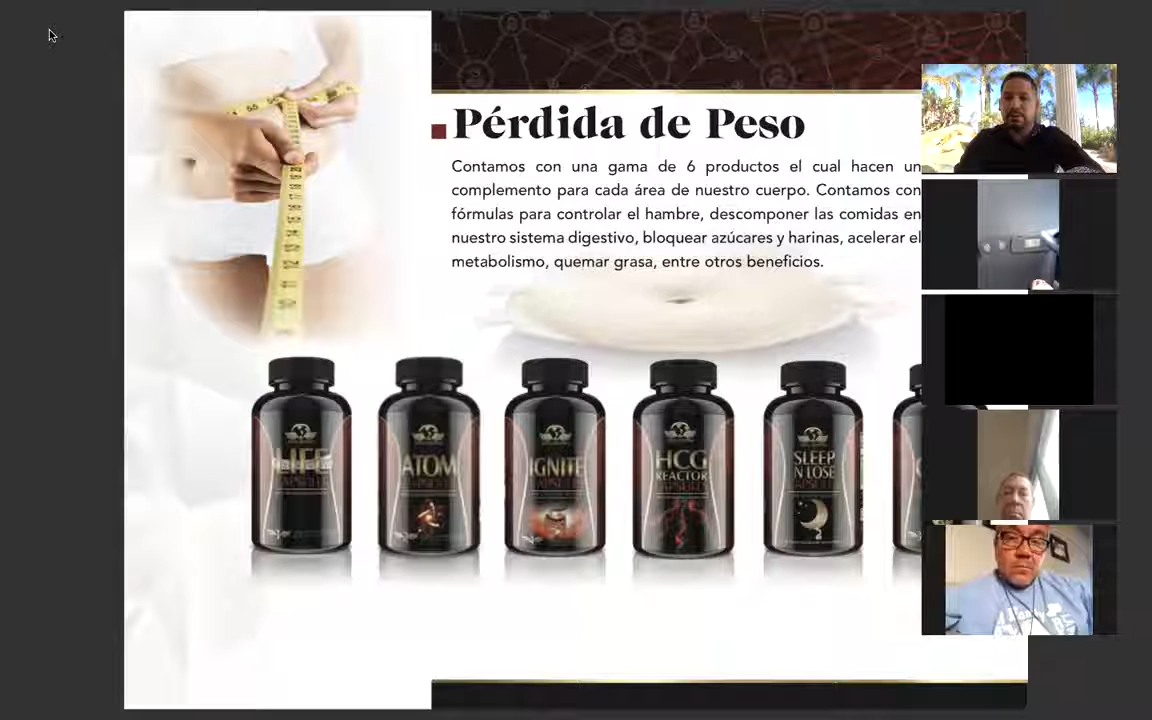 Pérdida de Peso
Contamos con una gama de 6 productos el cual hacen un
complemento para cada área de nuestro cuerpo. Contamos con
fórmulas para controlar el hambre, descomponer las comidas en
nuestro sistema digestivo, bloquear azúcares y harinas, acelerar el
metabolismo, quemar grasa, entre otros beneficios.
LIFE
ATOM
IGNITE
HCG
REACTOR
SLEEP
N LOSE